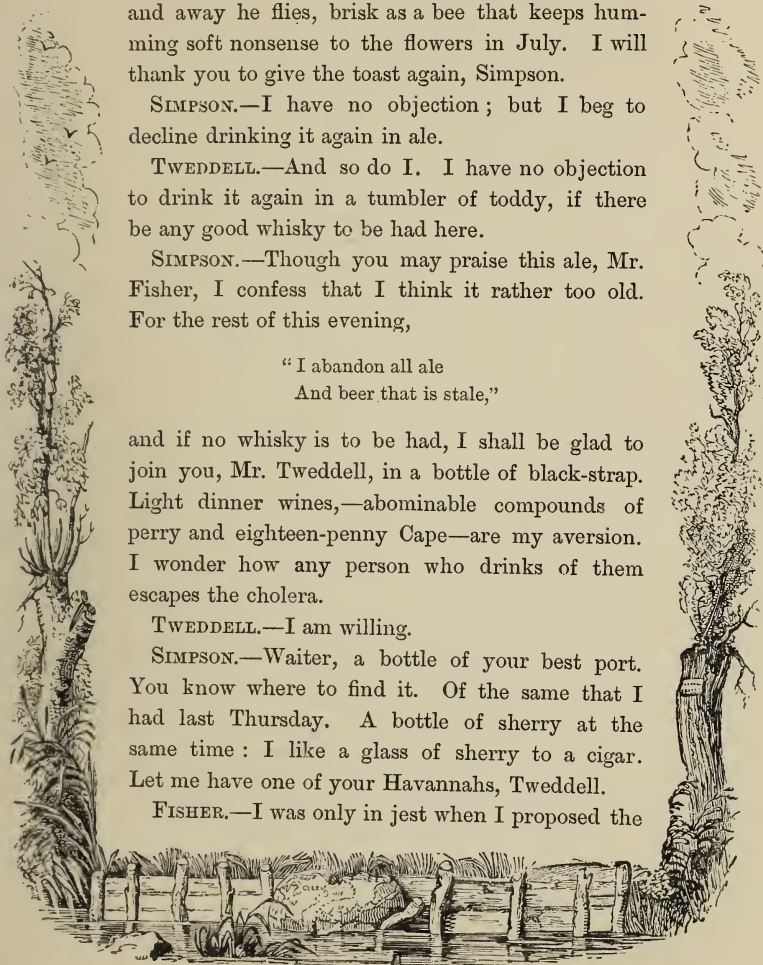 and away he flies, brisk as a bee that keeps hum-
ming soft nonsense to the flowers in July. I will
thank you to give the toast again, Simpson.
SIMPSON.—I have no objection; but I beg to
decline drinking it again in ale.
TWEDDELL.—And so do I. I have no objection
to drink it again in a tumbler of toddy, if there
be any good whisky to be had here.
SIMPSON.—Though you may praise this ale, Mr.
Fisher, I confess that I think it rather too old.
For the rest of this evening,
“I abandon all ale
And beer that is stale,”
and if no whisky is to be had, I shall be glad to
join you, Mr. Tweddell, in a bottle of black-strap.
Light dinner wines,—abominable compounds of
perry and eighteen-penny Cape—are my aversion.
I wonder how any person who drinks of them
escapes the cholera.
TWEDDELL.—I am willing.
SIMPSON.—Waiter, a bottle of your best port.
You know where to find it. Of the same that I
had last Thursday. A bottle of sherry at the
same time: I like a glass of sherry to a cigar.
Let me have one of your Havannahs, Tweddell.
FISHER.—I was only in jest when I proposed the